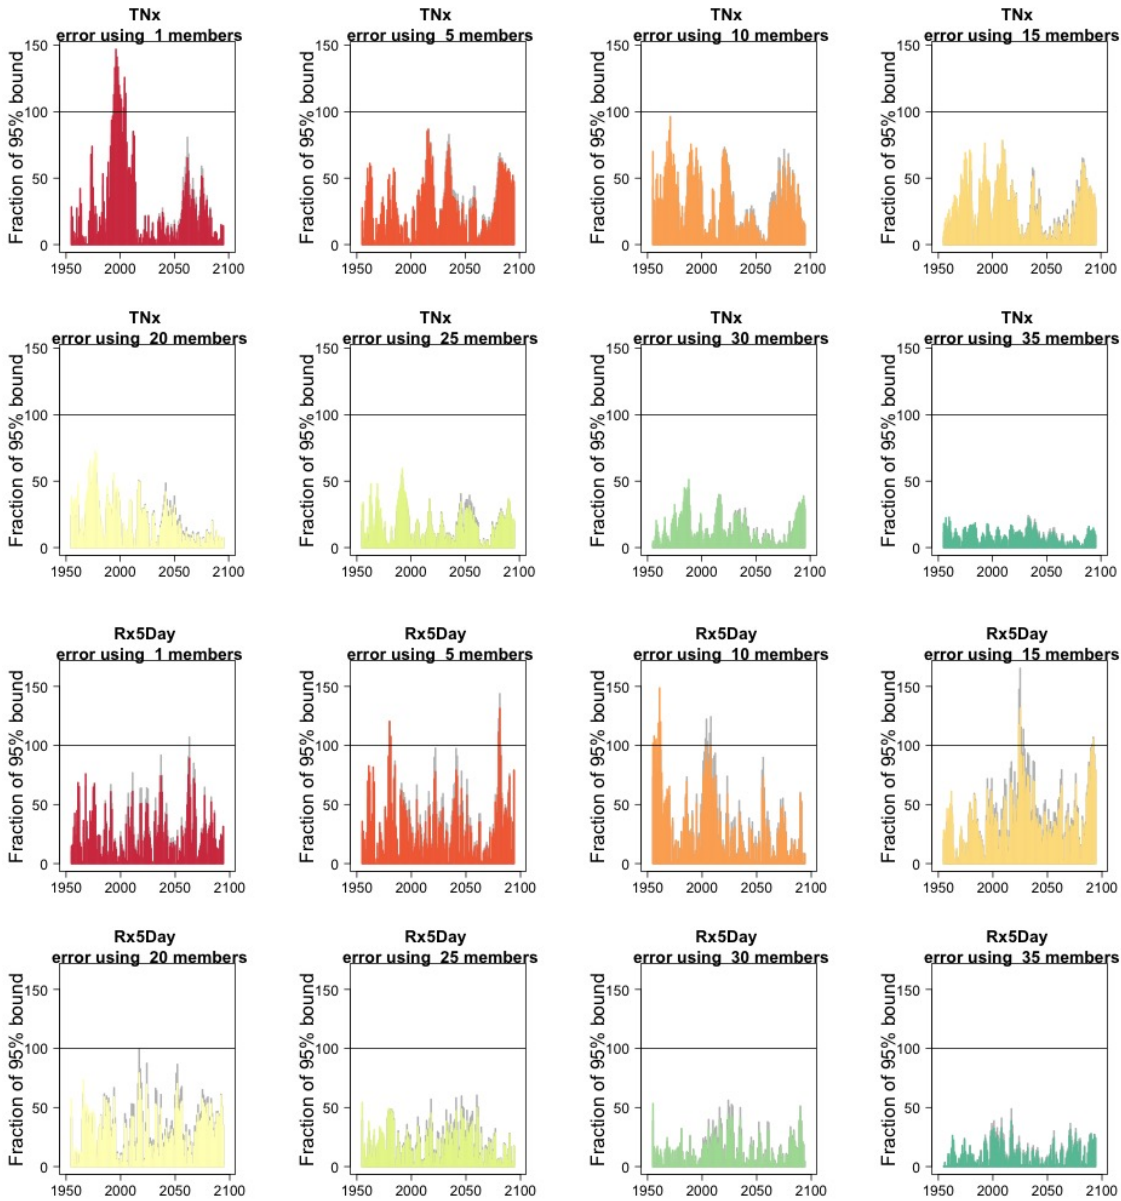 TNx
error using 1 members
TNx
error using 5 members
TNx
error using 10 members
TNx
error using 15 members
Fraction of 95% bound
150
100
50
0
1950 2000 2050 2100
Fraction of 95% bound
150
100
50
0
1950 2000 2050 2100
Fraction of 95% bound
150
100
50
0
1950 2000 2050 2100
Fraction of 95% bound
150
100
50
0
1950 2000 2050 2100
TNx
error using 20 members
TNx
error using 25 members
TNx
error using 30 members
TNx
error using 35 members
Fraction of 95% bound
150
100
50
0
1950 2000 2050 2100
Fraction of 95% bound
150
100
50
0
1950 2000 2050 2100
Fraction of 95% bound
150
100
50
0
1950 2000 2050 2100
Fraction of 95% bound
150
100
50
0
1950 2000 2050 2100
Rx5Day
error using 1 members
Rx5Day
error using 5 members
Rx5Day
error using 10 members
Rx5Day
error using 15 members
Fraction of 95% bound
150
100
50
0
1950 2000 2050 2100
Fraction of 95% bound
150
100
50
0
1950 2000 2050 2100
Fraction of 95% bound
150
100
50
0
1950 2000 2050 2100
Fraction of 95% bound
150
100
50
0
1950 2000 2050 2100
Rx5Day
error using 20 members
Rx5Day
error using 25 members
Rx5Day
error using 30 members
Rx5Day
error using 35 members
Fraction of 95% bound
150
100
50
0
1950 2000 2050 2100
Fraction of 95% bound
150
100
50
0
1950 2000 2050 2100
Fraction of 95% bound
150
100
50
0
1950 2000 2050 2100
Fraction of 95% bound
150
100
50
0
1950 2000 2050 2100